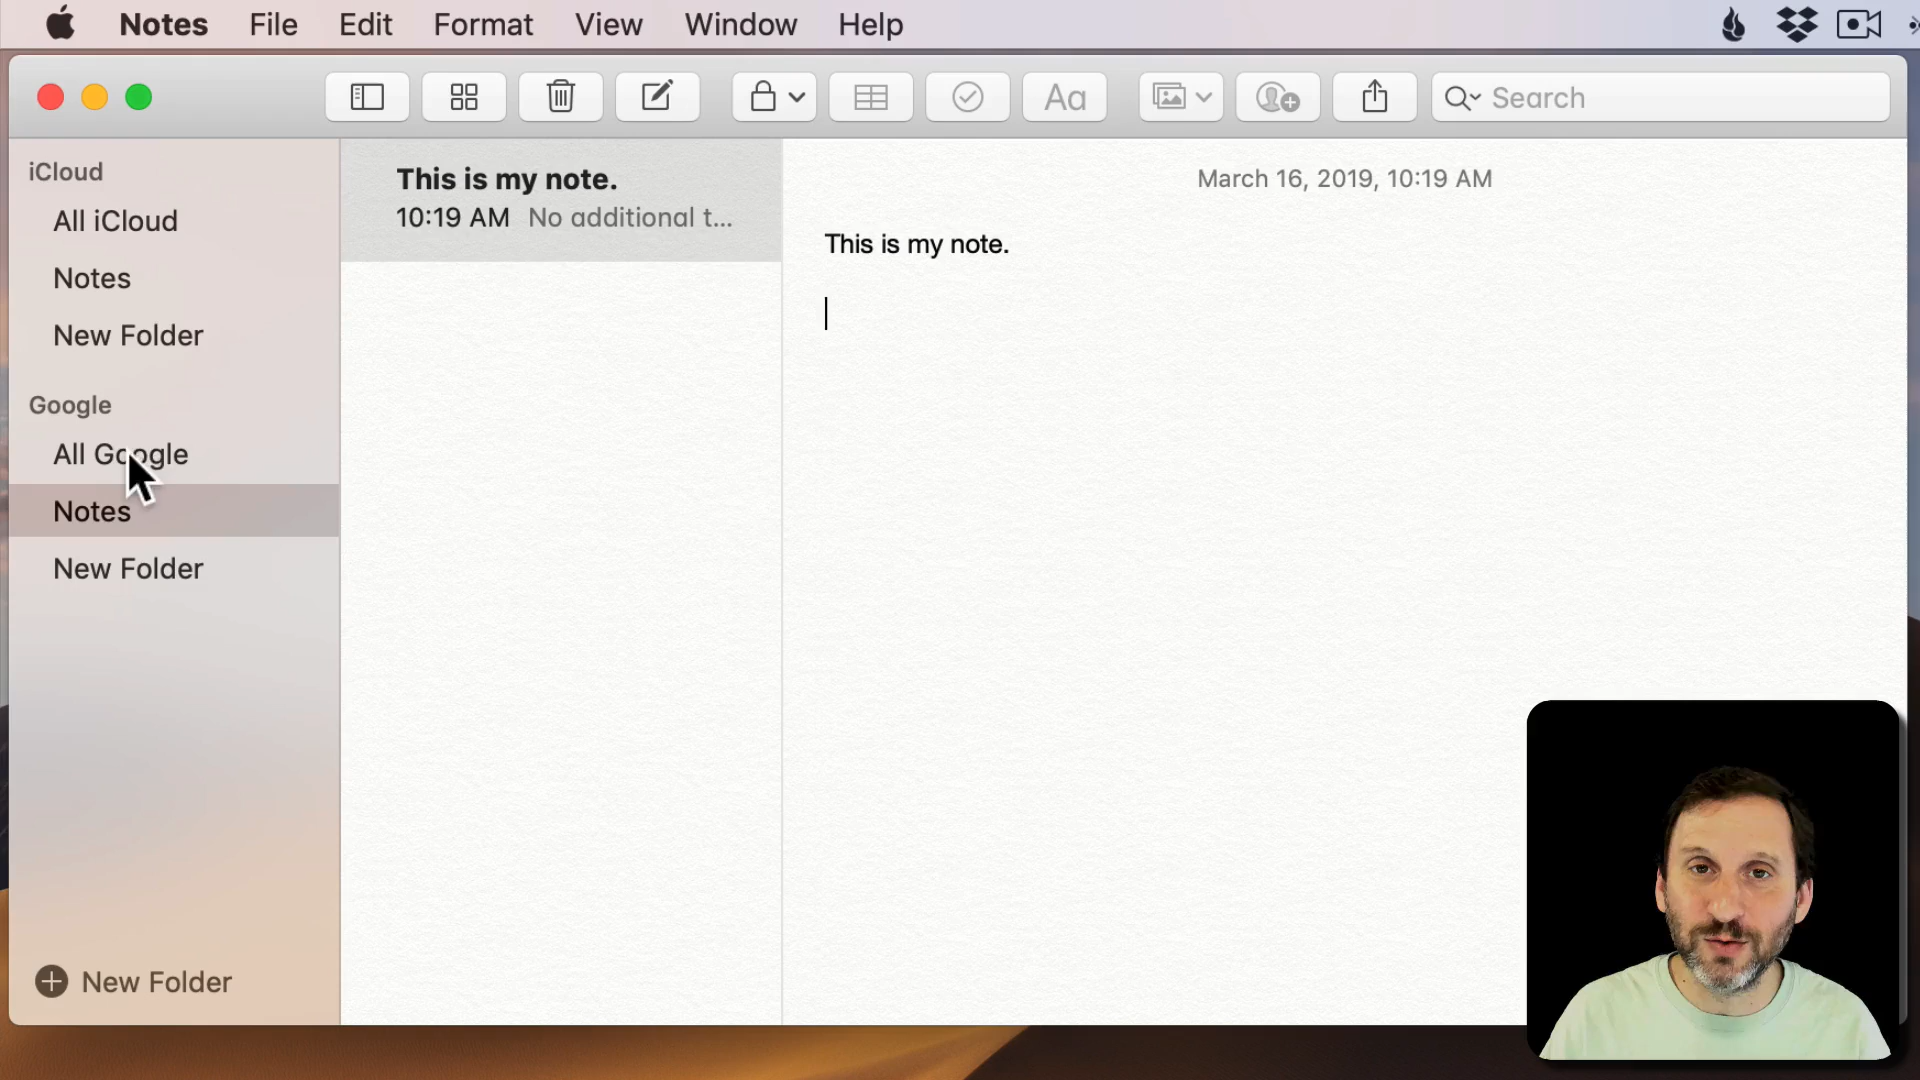 Notes File Edit Format View Window Help
Aa
Search
iCloud
All iCloud
Notes
New Folder
Google
All Google
Notes
New Folder
New Folder
This is my note.
10:19 AM No additional t...
March 16, 2019, 10:19 AM
This is my note.